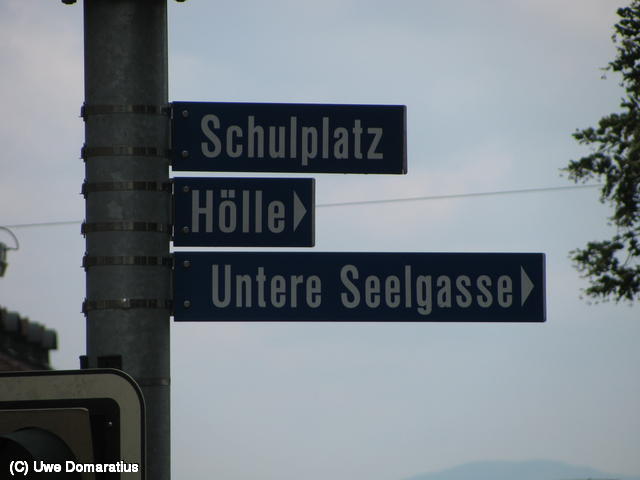 Schulplatz
Hölle
Untere Seelgasse
(C) Uwe Domaratius